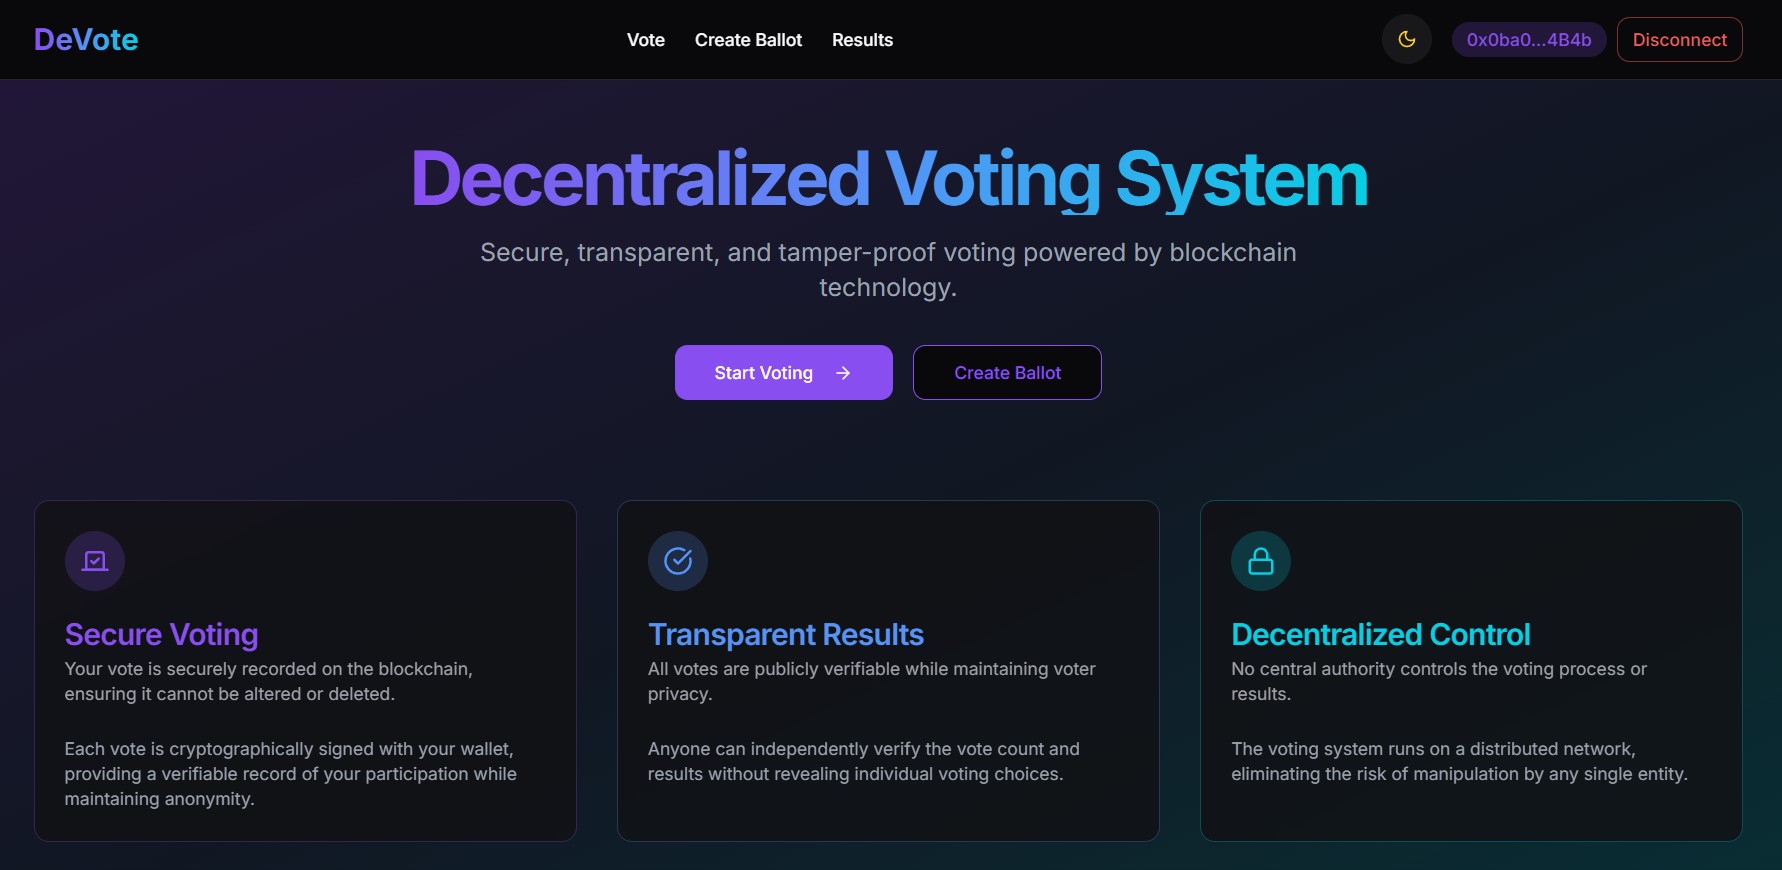 DeVote
Vote
Create Ballot
Results
0x0ba0...4B4b
Disconnect
Decentralized Voting System
Secure, transparent, and tamper-proof voting powered by blockchain
technology.
Start Voting →
Create Ballot
Secure Voting
Your vote is securely recorded on the blockchain,
ensuring it cannot be altered or deleted.
Each vote is cryptographically signed with your wallet,
providing a verifiable record of your participation while
maintaining anonymity.
Transparent Results
All votes are publicly verifiable while maintaining voter
privacy.
Anyone can independently verify the vote count and
results without revealing individual voting choices.
Decentralized Control
No central authority controls the voting process or
results.
The voting system runs on a distributed network,
eliminating the risk of manipulation by any single entity.